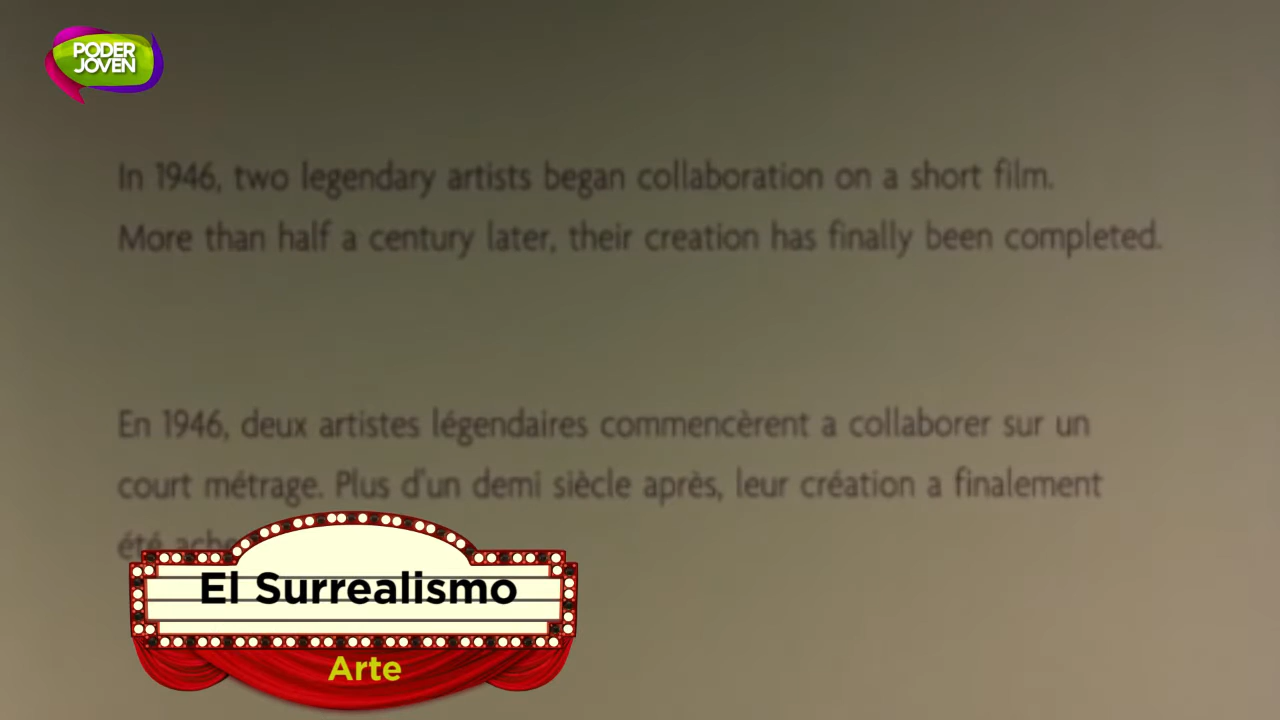 PODER
JOVEN
In 1946, two legendary artists began collaboration on a short film.
More than half a century later, their creation has finally been completed.
En 1946, deux artistes légendaires commencèrent a collaborer sur un
court métrage. Plus d'un demi siècle après, leur création a finalement
été
El Surrealismo
Arte